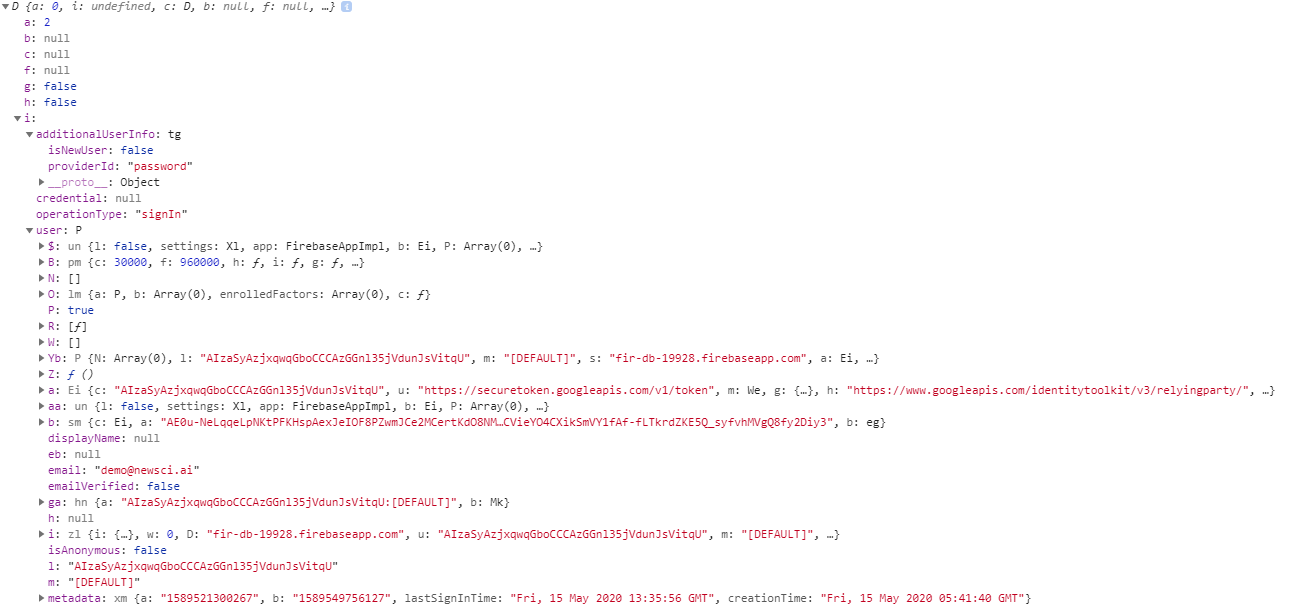 D {a: 0, i: undefined, c: D, b: null, f: null, …}
a: 2
b: null
c: null
f: null
g: false
h: false
i:
additionalUserInfo: tg
isNewUser: false
providerId: "password"
__proto__: Object
credential: null
operationType: "signIn"
user: P
$: un {l: false, settings: Xl, app: FirebaseAppImpl, b: Ei, P: Array(0), …}
B: pm {c: 30000, f: 960000, h: ƒ, i: ƒ, g: ƒ, …}
N: []
O: lm {a: P, b: Array(0), enrolledFactors: Array(0), c: ƒ}
P: true
R: [ƒ]
W: []
Yb: P {N: Array(0), l: "AIzaSyAzjxqwqGboCCCAzGGnl35jVdunJsVitqU", m: "[DEFAULT]", s: "fir-db-19928.firebaseapp.com", a: Ei, …}
Z: ƒ ()
a: Ei {c: "AIzaSyAzjxqwqGboCCCAzGGnl35jVdunJsVitqU", u: "https://securetoken.googleapis.com/v1/token", m: We, g: {…}, h: "https://www.googleapis.com/identitytoolkit/v3/relyingparty/", …}
aa: un {l: false, settings: Xl, app: FirebaseAppImpl, b: Ei, P: Array(0), …}
b: sm {c: Ei, a: "AE0u-NeLqqeLpNKtPFKHspAexJeIOF8PZwmJCe2MCertKdO8NM…CVieYO4CXikSmVY1fAf-fLTkrdZKE5Q_syfvhMVgQ8fy2Diy3", b: eg}
displayName: null
eb: null
email: "demo@newsci.ai"
emailVerified: false
ga: hn {a: "AIzaSyAzjxqwqGboCCCAzGGnl35jVdunJsVitqU:[DEFAULT]", b: Mk}
h: null
i: zl {i: {…}, w: 0, D: "fir-db-19928.firebaseapp.com", u: "AIzaSyAzjxqwqGboCCCAzGGnl35jVdunJsVitqU", m: "[DEFAULT]", …}
isAnonymous: false
l: "AIzaSyAzjxqwqGboCCCAzGGnl35jVdunJsVitqU"
m: "[DEFAULT]"
metadata: xm {a: "1589521300267", b: "1589549756127", lastSignInTime: "Fri, 15 May 2020 13:35:56 GMT", creationTime: "Fri, 15 May 2020 05:41:40 GMT"}